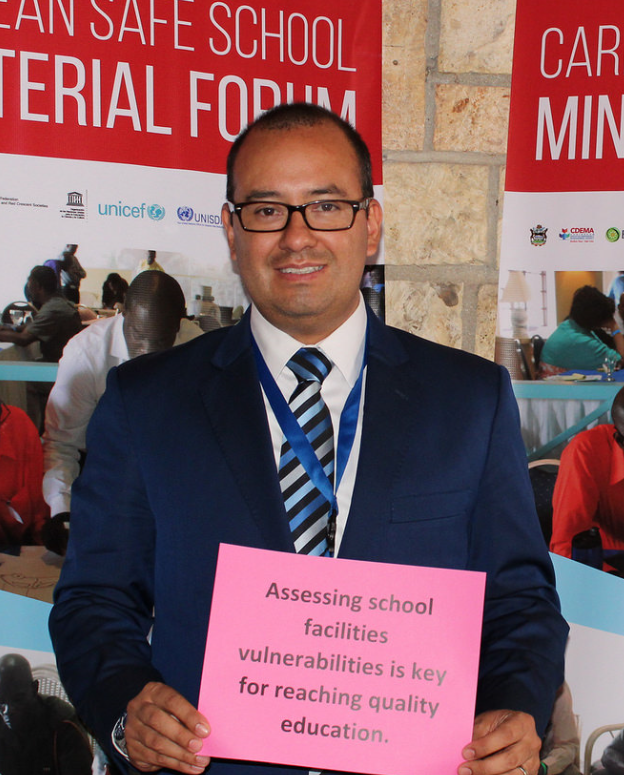 EAN SAFE SCHOOL
TERIAL FORUM
CAR
MIN
unicef
UNISD
CDEMA
Assessing school
facilities
vulnerabilities is key
for reaching quality
education.